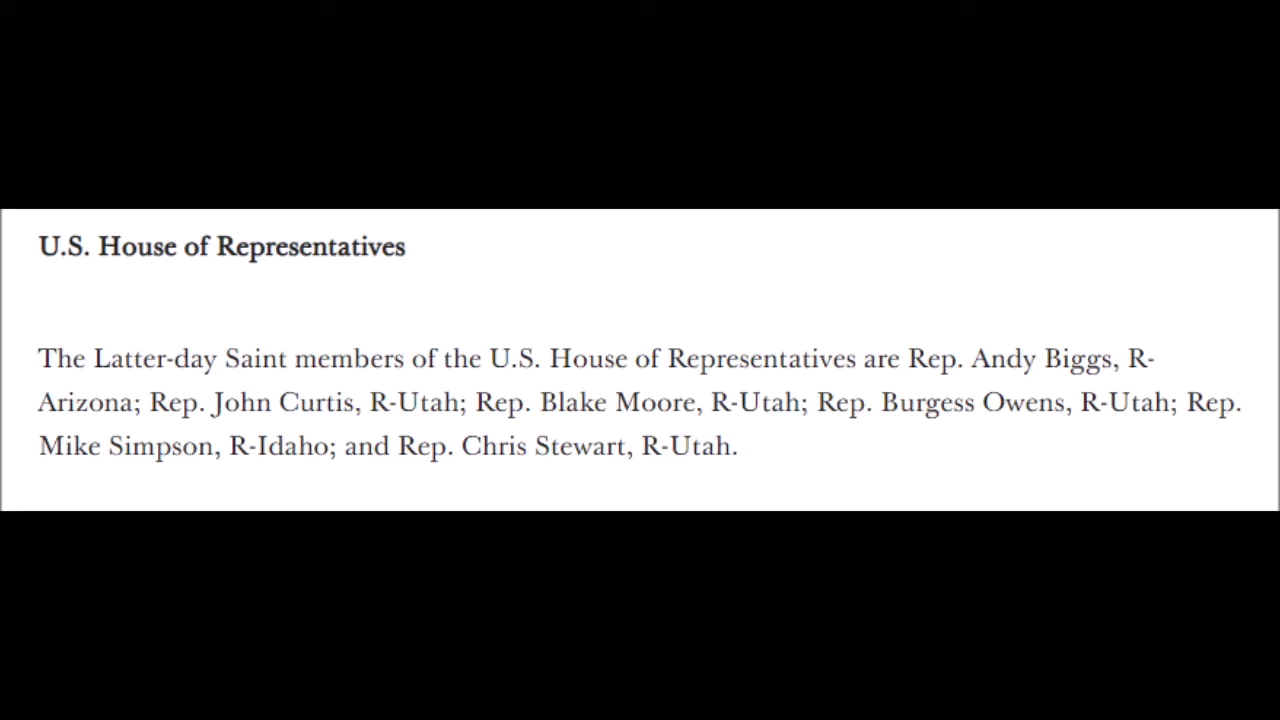 U.S. House of Representatives
The Latter-day Saint members of the U.S. House of Representatives are Rep. Andy Biggs, R-
Arizona; Rep. John Curtis, R-Utah; Rep. Blake Moore, R-Utah; Rep. Burgess Owens, R-Utah; Rep.
Mike Simpson, R-Idaho; and Rep. Chris Stewart, R-Utah.